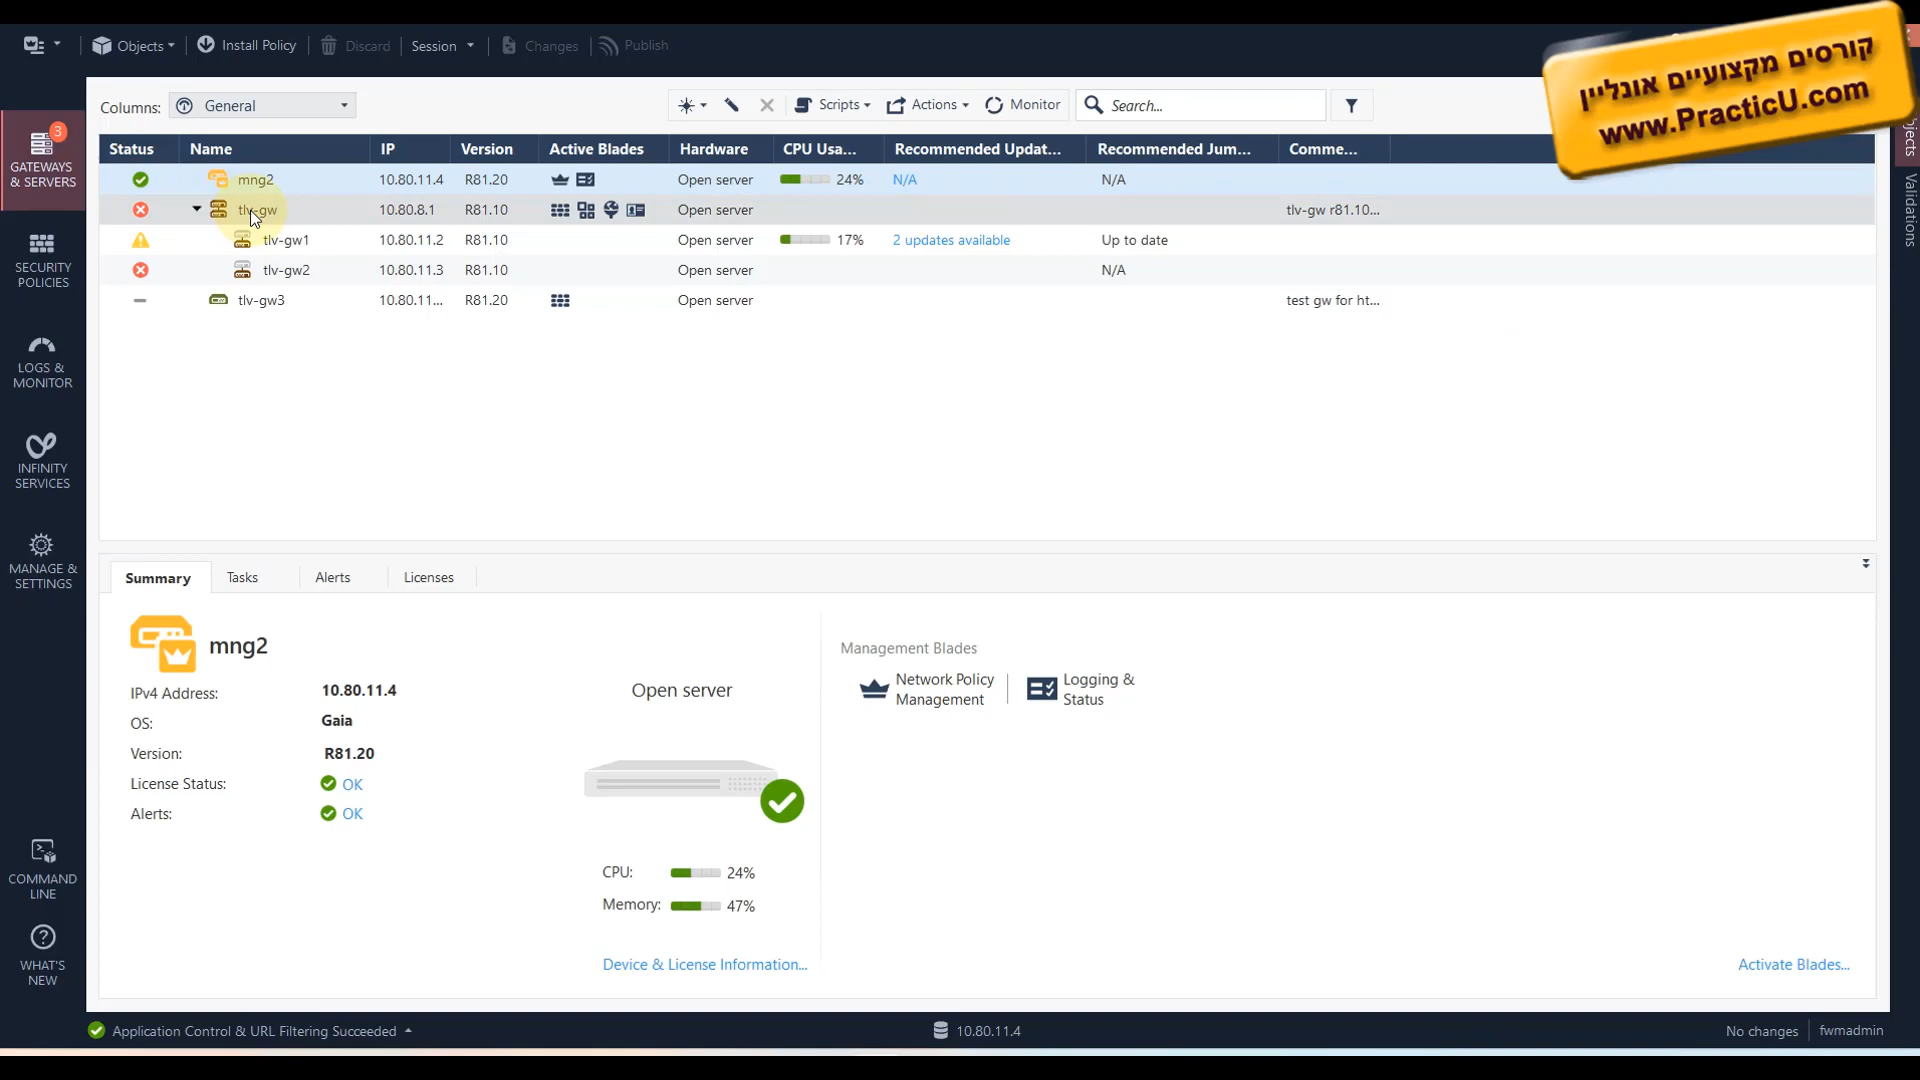 Objects
Install Policy
Discard
Session
Changes
Publish
קורסים מקצועיים אונליין
www.PracticU.com
Columns:
General
Scripts
Actions
Monitor
Search...
3
GATEWAYS
& SERVERS
SECURITY
POLICIES
LOGS &
MONITOR
INFINITY
SERVICES
MANAGE &
SETTINGS
COMMAND
LINE
WHAT'S
NEW
Status Name IP Version Active Blades Hardware CPU Usa... Recommended Updat... Recommended Jum... Comme...
mng2 10.80.11.4 R81.20 Open server 24% N/A N/A
tlv-gw 10.80.8.1 R81.10 Open server tlv-gw r81.10...
tlv-gw1 10.80.11.2 R81.10 Open server 17% 2 updates available Up to date
tlv-gw2 10.80.11.3 R81.10 Open server N/A
tlv-gw3 10.80.11... R81.20 Open server test gw for ht...
Validations
Summary
Tasks
Alerts
Licenses
mng2
IPv4 Address: 10.80.11.4
OS: Gaia
Version: R81.20
License Status: OK
Alerts: OK
Open server
CPU: 24%
Memory: 47%
Device & License Information...
Management Blades
Network Policy
Management
Logging &
Status
Activate Blades...
Application Control & URL Filtering Succeeded
10.80.11.4
No changes
fwmadmin